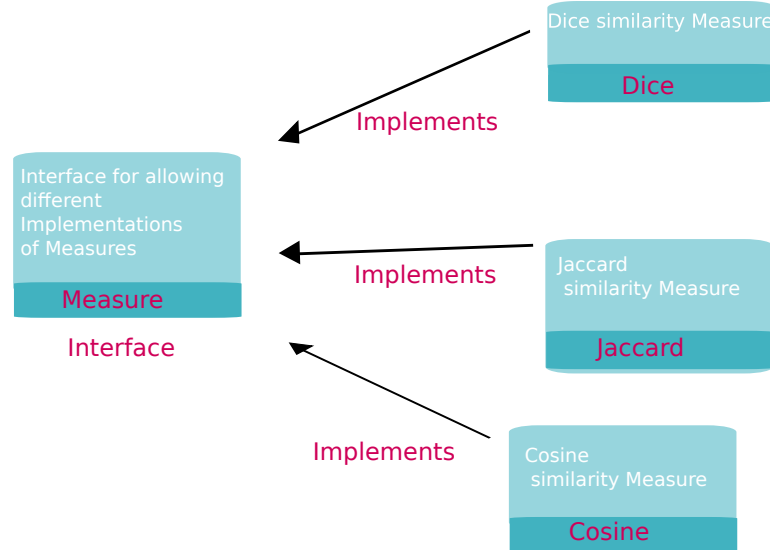 Dice similarity Measure
Dice
Implements
Interface for allowing
different
Implementations
of Measures
Measure
Interface
Implements
Jaccard
similarity Measure
Jaccard
Implements
Cosine
similarity Measure
Cosine